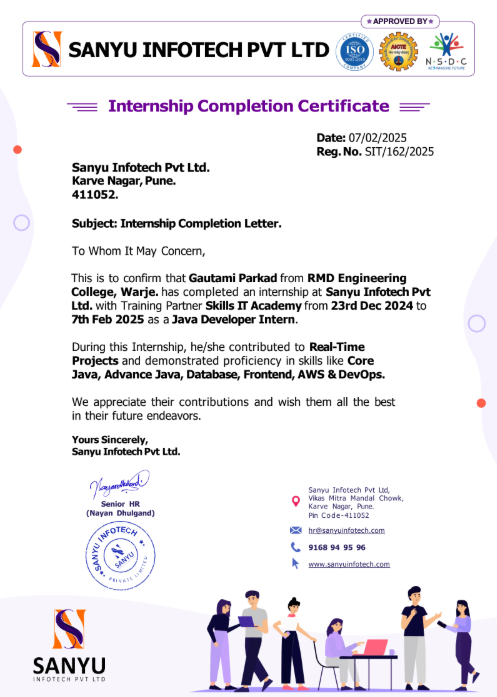 ★APPROVED BY★
SANYU INFOTECH PVT LTD
ISO
AICTE
N·S·D·C
Internship Completion Certificate
Date: 07/02/2025
Reg.No. SIT/162/2025
Sanyu Infotech Pvt Ltd.
Karve Nagar, Pune.
411052.
Subject: Internship Completion Letter.
To Whom It May Concern,
This is to confirm that Gautami Parkad from RMD Engineering
College, Warje. has completed an internship at Sanyu Infotech Pvt
Ltd. with Training Partner Skills IT Academy from 23rd Dec 2024 to
7th Feb 2025 as a Java Developer Intern.
During this Internship, he/she contributed to Real-Time
Projects and demonstrated proficiency in skills like Core
Java, Advance Java, Database, Frontend, AWS & DevOps.
We appreciate their contributions and wish them all the best
in their future endeavors.
Yours Sincerely,
Sanyu Infotech Pvt Ltd.
Senior HR
(Nayan Dhulgand)
SANYU INFOTECH
SANYU
PRIVATE LIMITED
Sanyu Infotech Pvt Ltd,
Vikas Mitra Mandal Chowk,
Karve Nagar, Pune.
Pin Code-411052
hr@sanyuinfotech.com
9168 94 95 96
www.sanyuinfotech.com
SANYU
INFOTECH PVT LTD